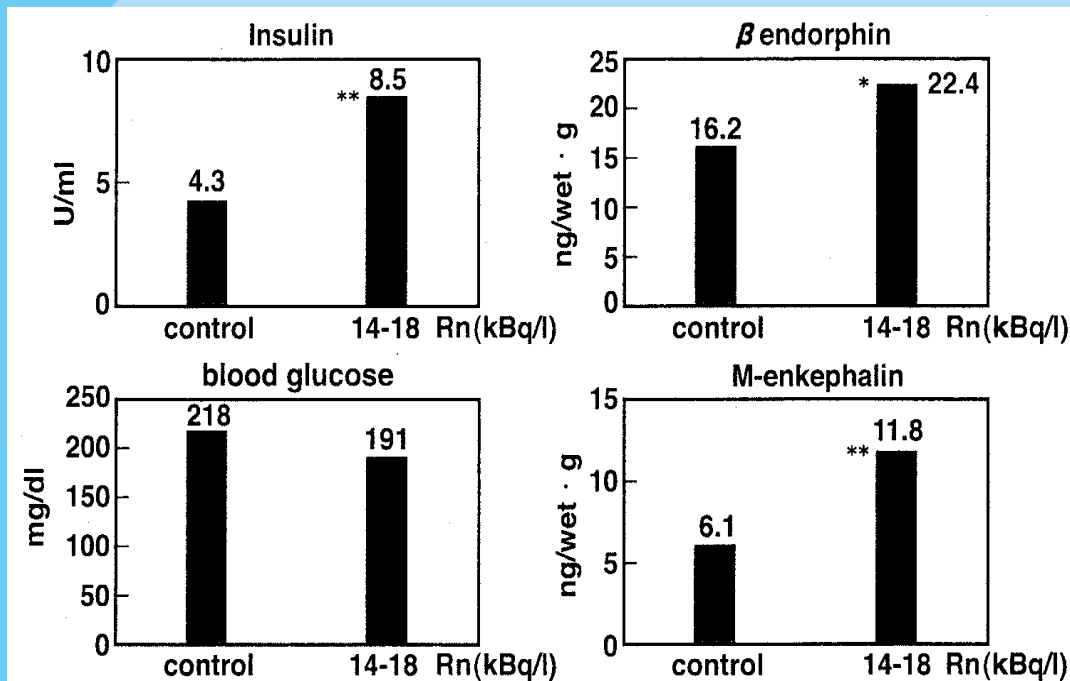 Insulin
10
5
0
U/ml
4.3
** 8.5
control 14-18 Rn(kBq/l)
β endorphin
25
20
15
10
5
0
ng/wet · g
16.2
* 22.4
control 14-18 Rn(kBq/l)
blood glucose
250
200
150
100
50
0
mg/dl
218
191
control 14-18 Rn(kBq/l)
M-enkephalin
15
10
5
0
ng/wet · g
6.1
** 11.8
control 14-18 Rn(kBq/l)